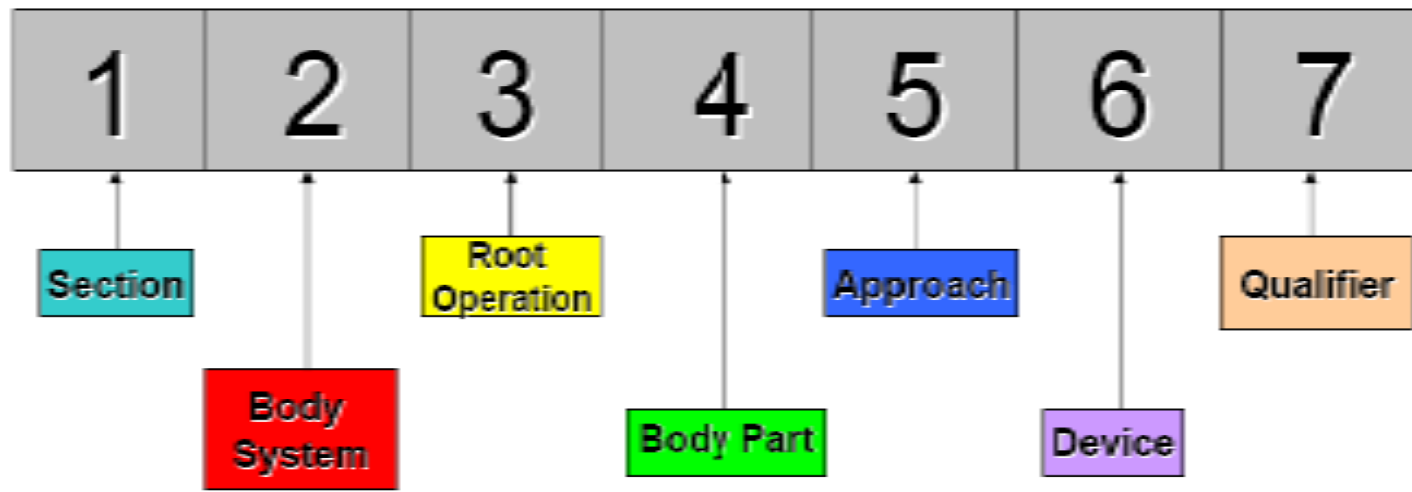 1 2 3 4 5 6 7
Section
Root
Operation
Approach
Qualifier
Body
System
Body Part
Device